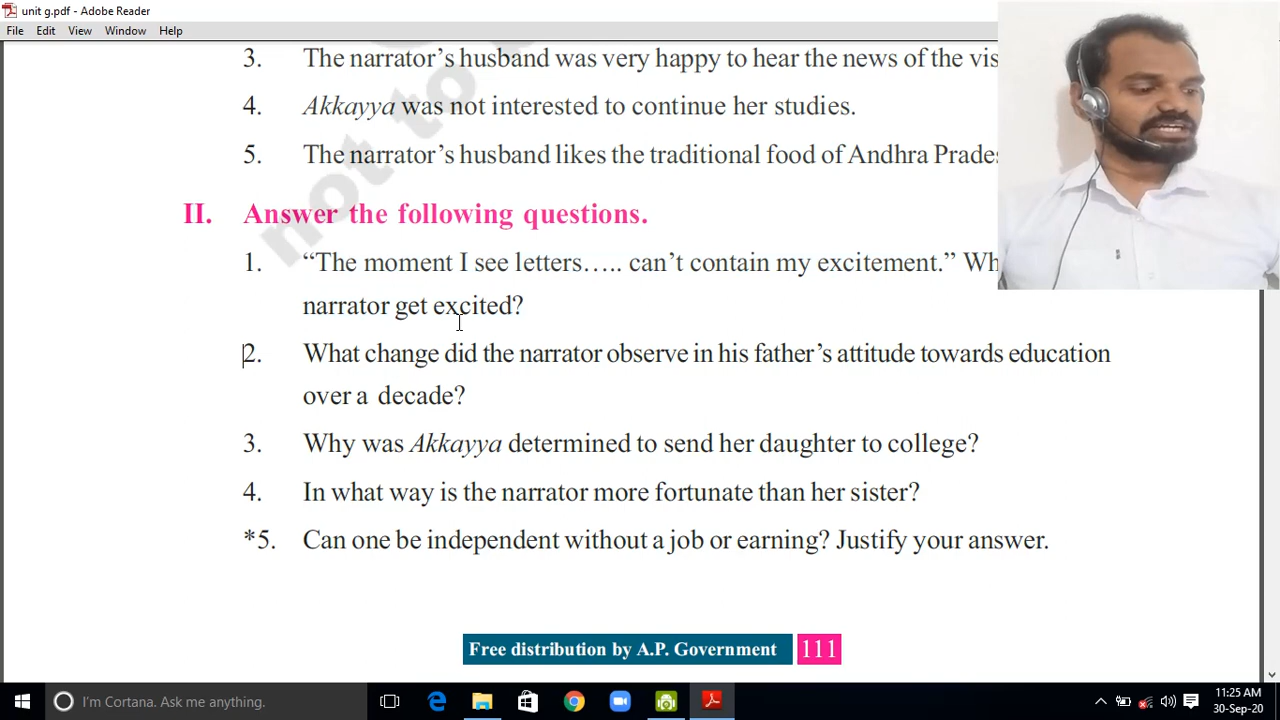 unit g.pdf - Adobe Reader
File Edit View Window Help
3. The narrator's husband was very happy to hear the news of the vis
4. Akkayya was not interested to continue her studies.
5. The narrator's husband likes the traditional food of Andhra Prades
not to
II. Answer the following questions.
1. “The moment I see letters….. can't contain my excitement.” Wh
narrator get excited?
2. What change did the narrator observe in his father's attitude towards education
over a decade?
3. Why was Akkayya determined to send her daughter to college?
4. In what way is the narrator more fortunate than her sister?
*5. Can one be independent without a job or earning? Justify your answer.
Free distribution by A.P. Government 111
I'm Cortana. Ask me anything.
11:25 AM
30-Sep-20